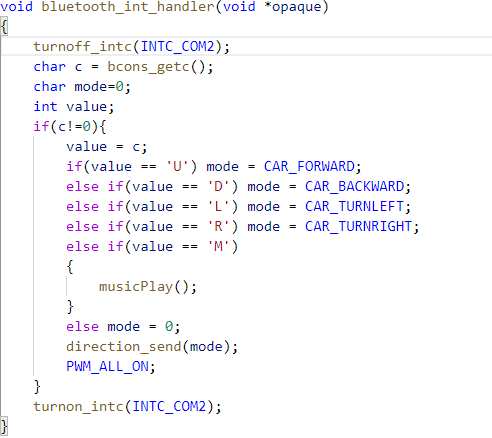 void bluetooth_int_handler(void *opaque)
{
    turnoff_intc(INTC_COM2);
    char c = bcons_getc();
    char mode=0;
    int value;
    if(c!=0){
        value = c;
        if(value == 'U') mode = CAR_FORWARD;
        else if(value == 'D') mode = CAR_BACKWARD;
        else if(value == 'L') mode = CAR_TURNLEFT;
        else if(value == 'R') mode = CAR_TURNRIGHT;
        else if(value == 'M')
        {
            musicPlay();
        }
        else mode = 0;
        direction_send(mode);
        PWM_ALL_ON;
    }
    turnon_intc(INTC_COM2);
}